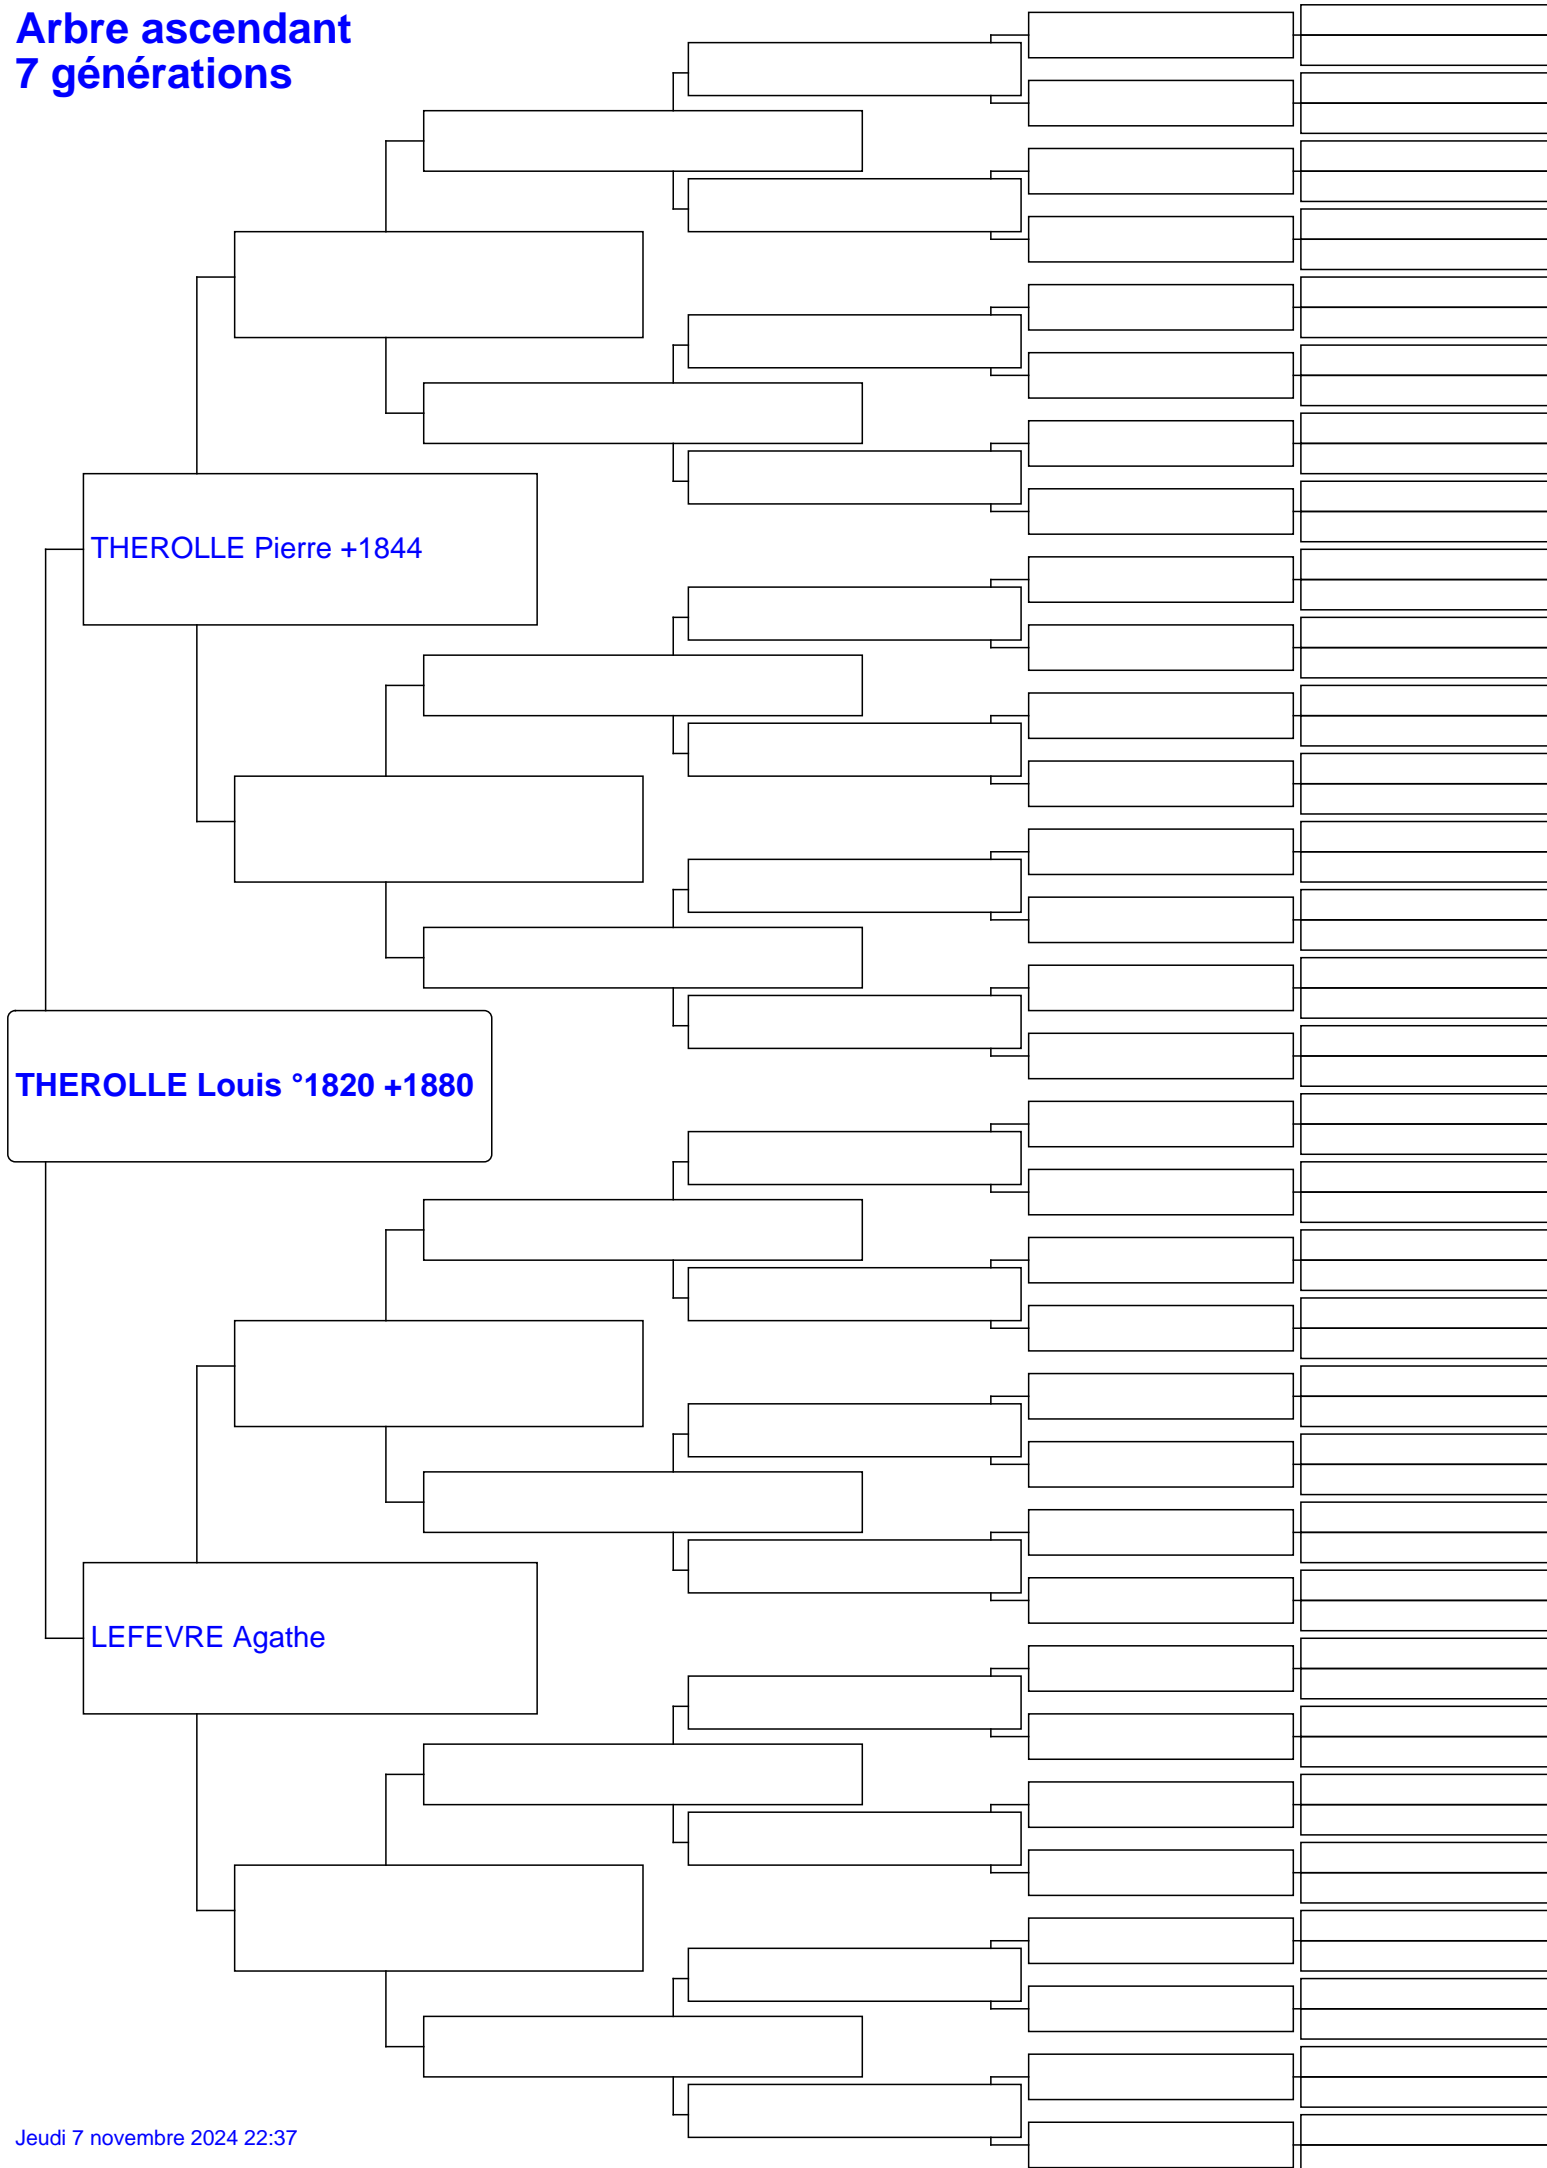 Arbre ascendant
7 générations
THEROLLE Pierre +1844
THEROLLE Louis °1820 +1880
LEFEVRE Agathe
Jeudi 7 novembre 2024 22:37